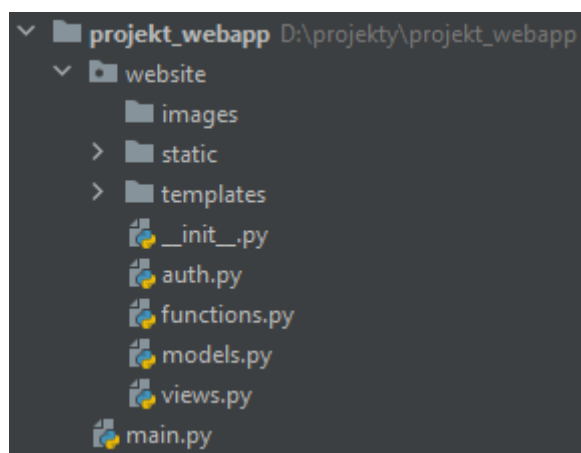 projekt_webapp D:\projekty\projekt_webapp
website
images
static
templates
__init__.py
auth.py
functions.py
models.py
views.py
main.py